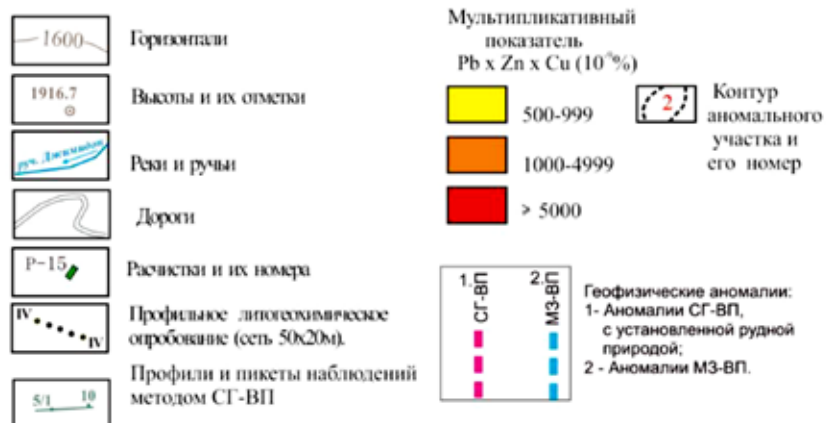 1600
Горизонтали
1916.7
Высоты и их отметки
руч. Джимидон
Реки и ручьи
Дороги
Р-15
Расчистки и их номера
IV
IV
Профильное литогеохимическое
опробование (сеть 50х20м).
5/1 10
Профили и пикеты наблюдений
методом СГ-ВП
Мультипликативный
показатель
Pb x Zn x Cu (10⁻⁹%)
500-999
1000-4999
≥ 5000
2
Контур
аномального
участка и
его номер
1. СГ-ВП
2. МЗ-ВП
Геофизические аномалии:
1- Аномалии СГ-ВП,
с установленной рудной
природой;
2 - Аномалии МЗ-ВП.